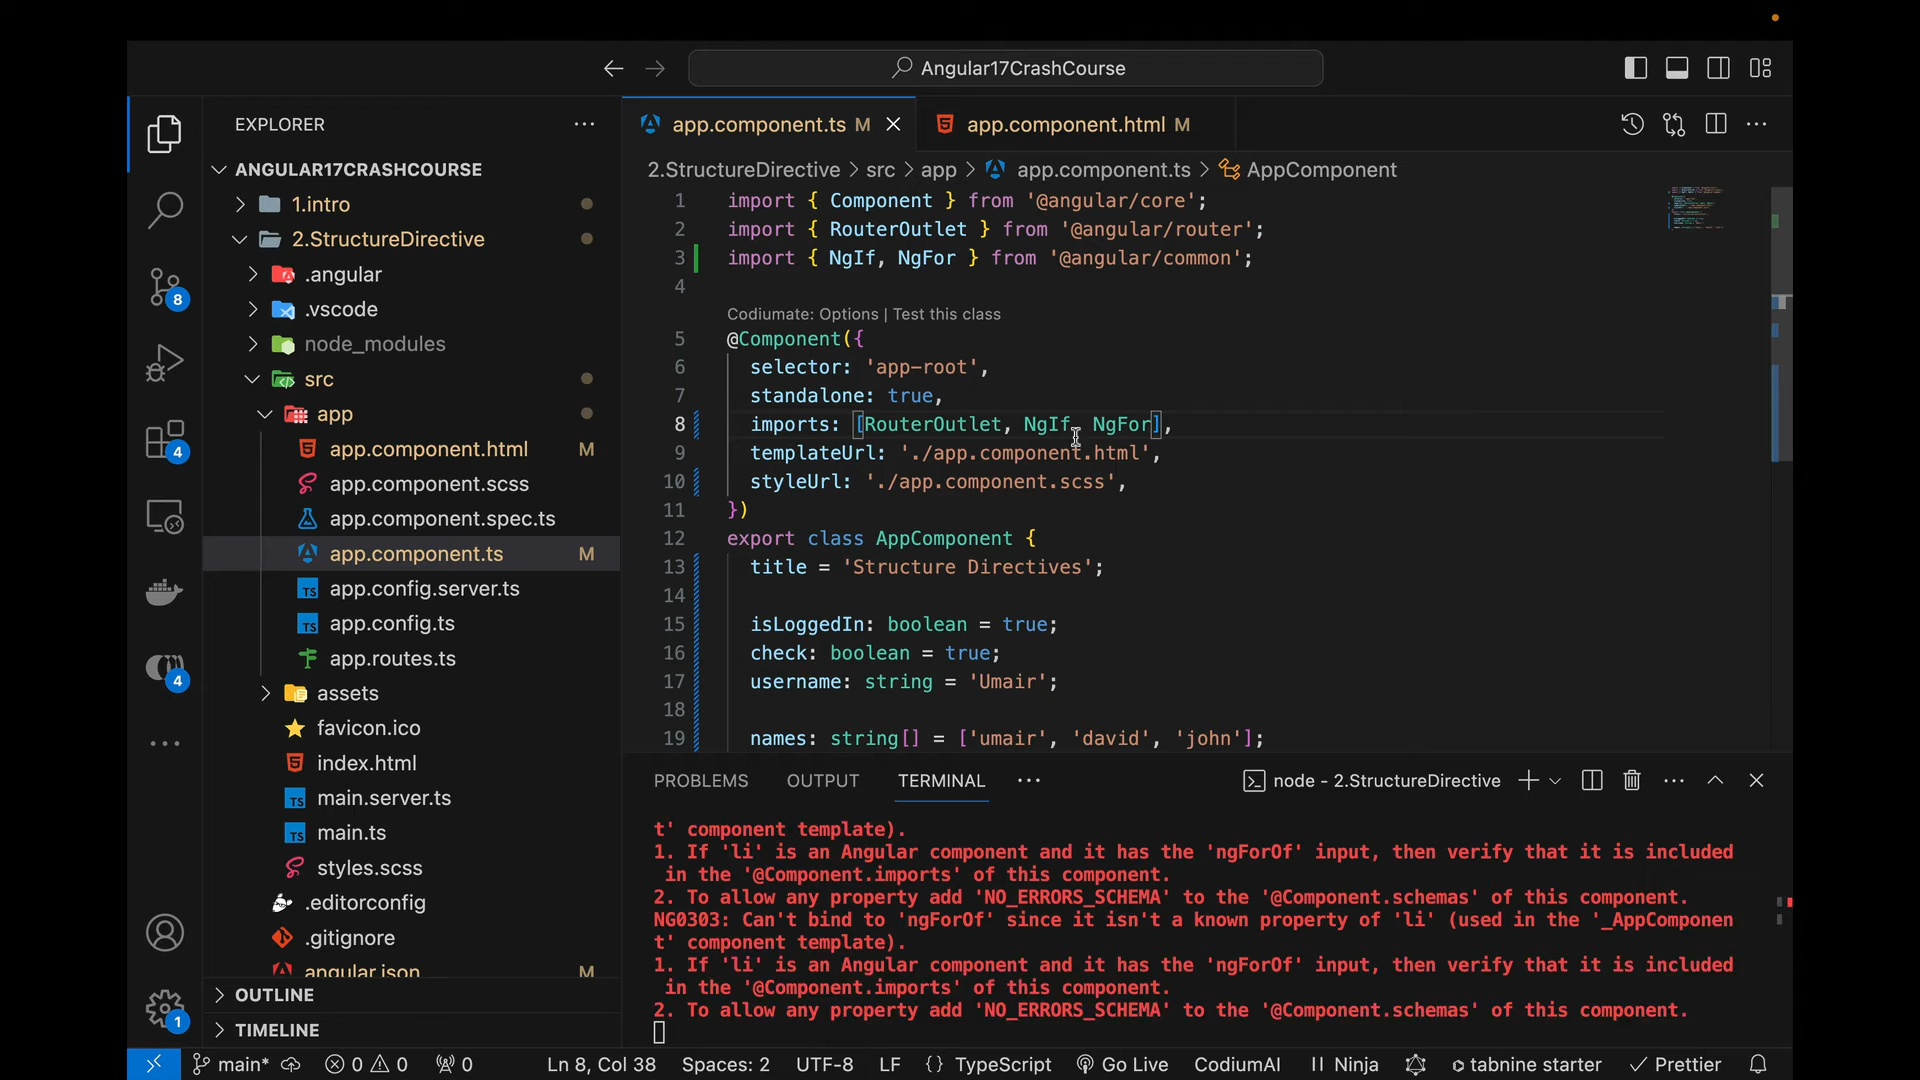 Angular17CrashCourse
EXPLORER
ANGULAR17CRASHCOURSE
1.intro
2.StructureDirective
.angular
.vscode
node_modules
src
app
app.component.html M
app.component.scss
app.component.spec.ts
app.component.ts M
app.config.server.ts
app.config.ts
app.routes.ts
assets
favicon.ico
index.html
main.server.ts
main.ts
styles.scss
.editorconfig
.gitignore
angular.json M
OUTLINE
TIMELINE
8
4
4
1
app.component.ts M
app.component.html M
2.StructureDirective > src > app > app.component.ts > AppComponent
1 import { Component } from '@angular/core';
2 import { RouterOutlet } from '@angular/router';
3 import { NgIf, NgFor } from '@angular/common';
4
Codiumate: Options | Test this class
5 @Component({
6 selector: 'app-root',
7 standalone: true,
8 imports: [RouterOutlet, NgIf, NgFor],
9 templateUrl: './app.component.html',
10 styleUrl: './app.component.scss',
11 })
12 export class AppComponent {
13 title = 'Structure Directives';
14
15 isLoggedIn: boolean = true;
16 check: boolean = true;
17 username: string = 'Umair';
18
19 names: string[] = ['umair', 'david', 'john'];
PROBLEMS OUTPUT TERMINAL
node - 2.StructureDirective
t' component template).
1. If 'li' is an Angular component and it has the 'ngForOf' input, then verify that it is included
in the '@Component.imports' of this component.
2. To allow any property add 'NO_ERRORS_SCHEMA' to the '@Component.schemas' of this component.
NG0303: Can't bind to 'ngForOf' since it isn't a known property of 'li' (used in the '_AppComponen
t' component template).
1. If 'li' is an Angular component and it has the 'ngForOf' input, then verify that it is included
in the '@Component.imports' of this component.
2. To allow any property add 'NO_ERRORS_SCHEMA' to the '@Component.schemas' of this component.
main* 0 0 0 Ln 8, Col 38 Spaces: 2 UTF-8 LF {} TypeScript Go Live CodiumAI Ninja tabnine starter Prettier